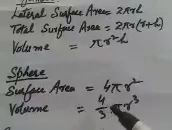 Lateral Surface Area = 2πrh
Total Surface Area = 2πr(r+h)
Volume = πr²h
Sphere
Surface Area = 4πr²
Volume = 4/3 πr³